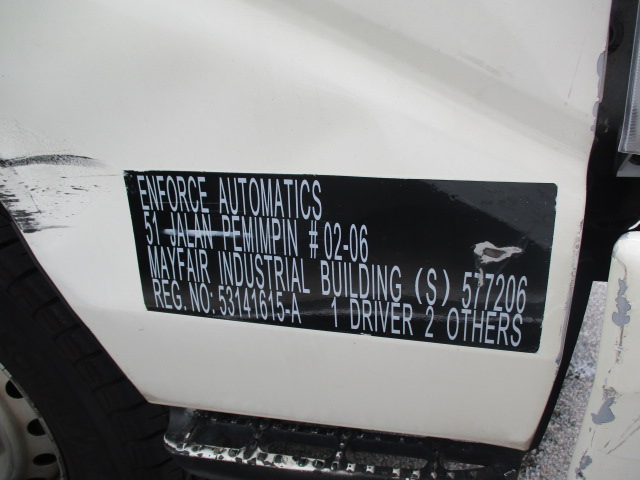 ENFORCE AUTOMATICS
51 JALAN PEMIMPIN # 02-06
MAYFAIR INDUSTRIAL BUILDING (S) 577206
REG. NO: 53141615-A 1 DRIVER 2 OTHERS